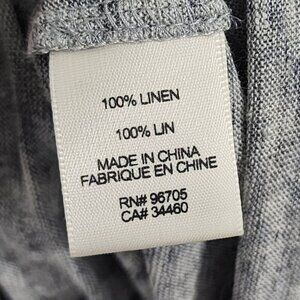 100% LINEN
100% LIN
MADE IN CHINA
FABRIQUE EN CHINE
RN# 96705
CA# 34460